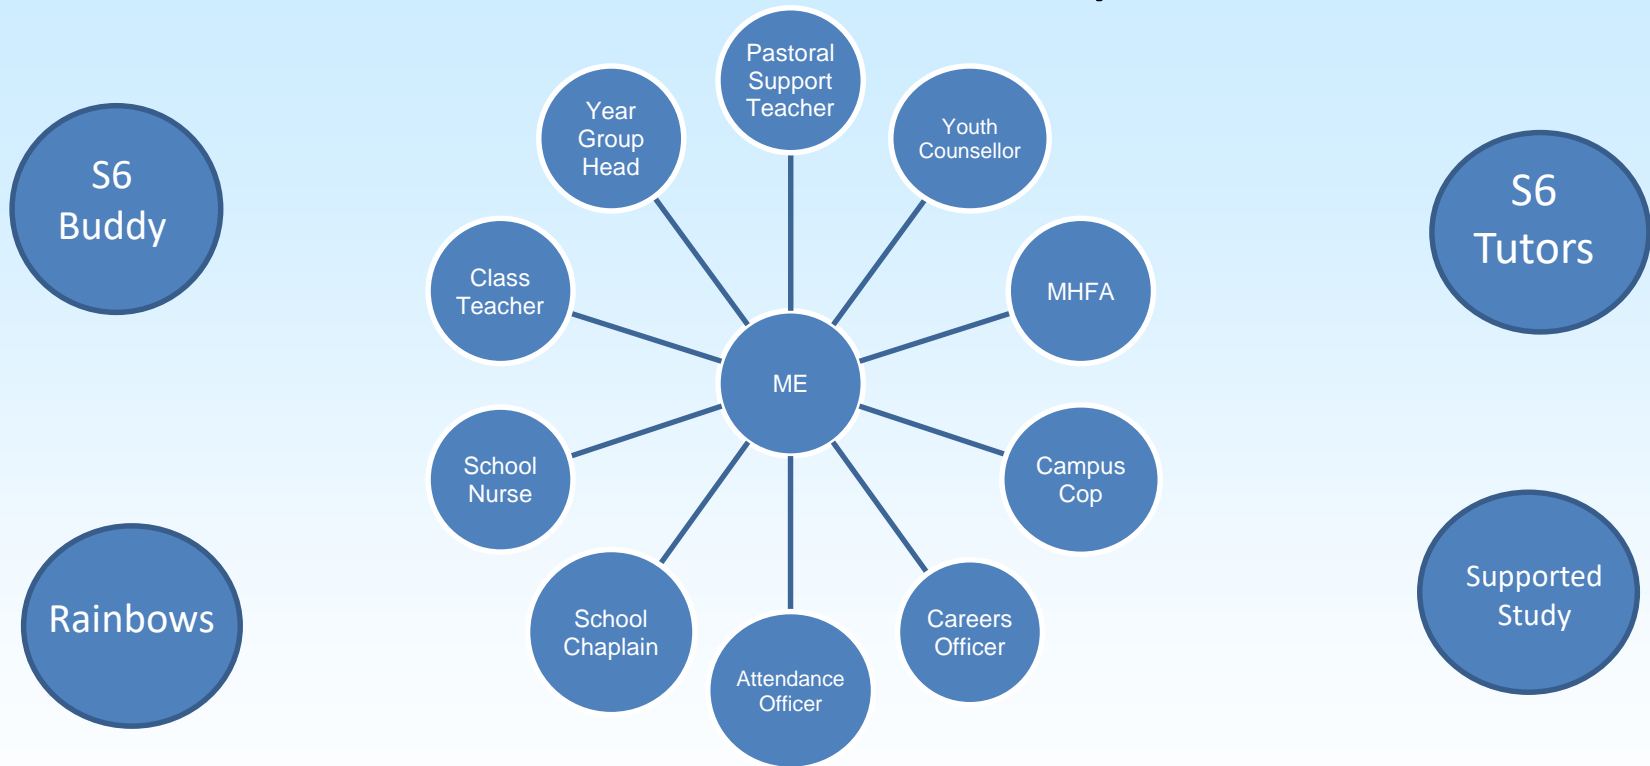 Pastoral
Support
Teacher
Year
Group
Head
Youth
Counsellor
S6
Buddy
S6
Tutors
Class
Teacher
MHFA
ME
School
Nurse
Campus
Cop
Rainbows
School
Chaplain
Attendance
Officer
Careers
Officer
Supported
Study